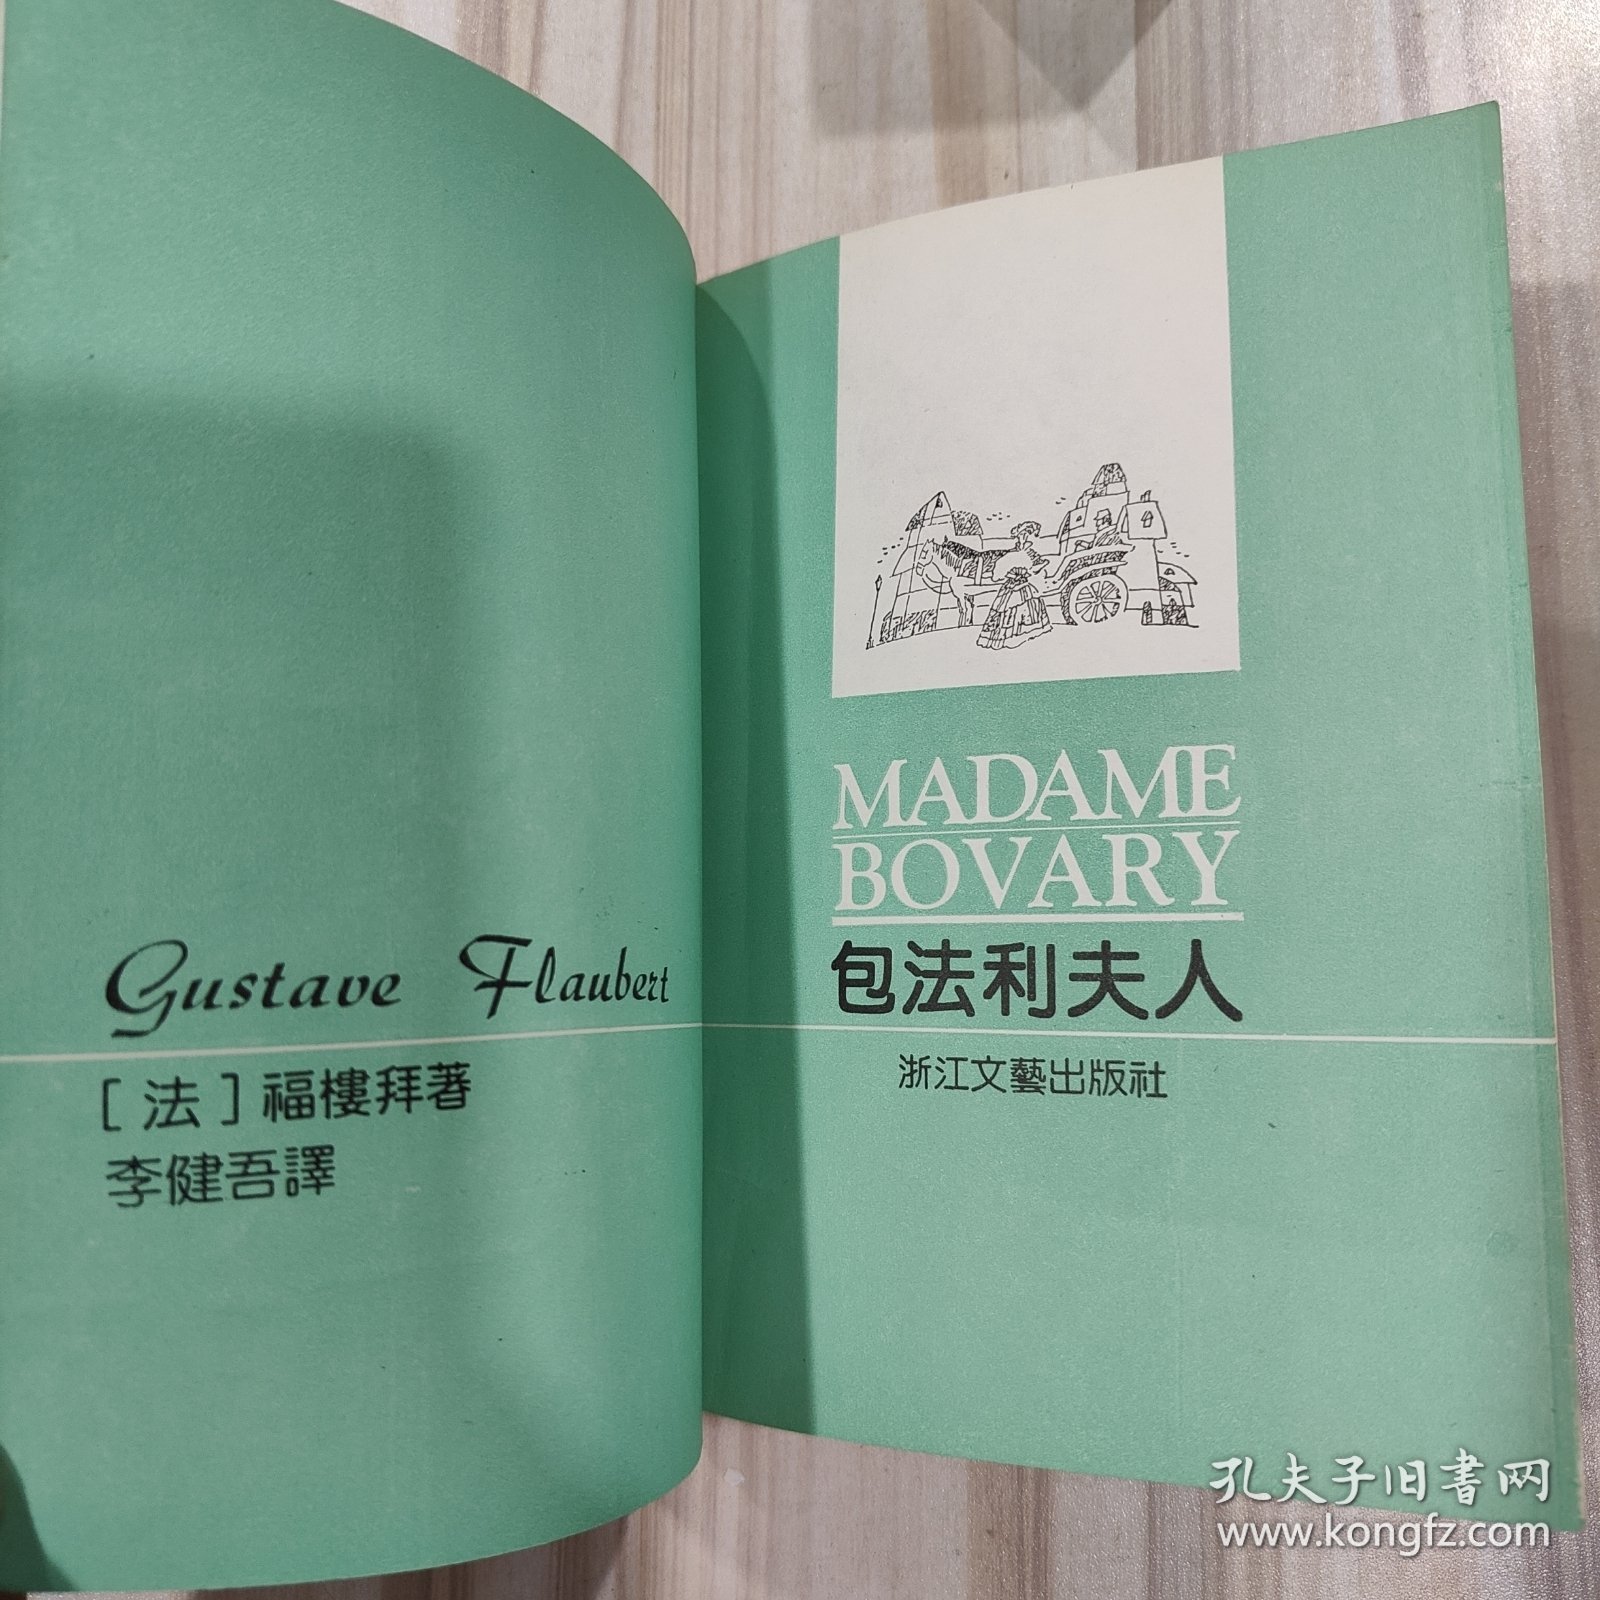 Gustave Flaubert
[法]福樓拜著
李健吾譯
MADAME
BOVARY
包法利夫人
浙江文藝出版社
孔夫子旧書网
www.kongfz.com